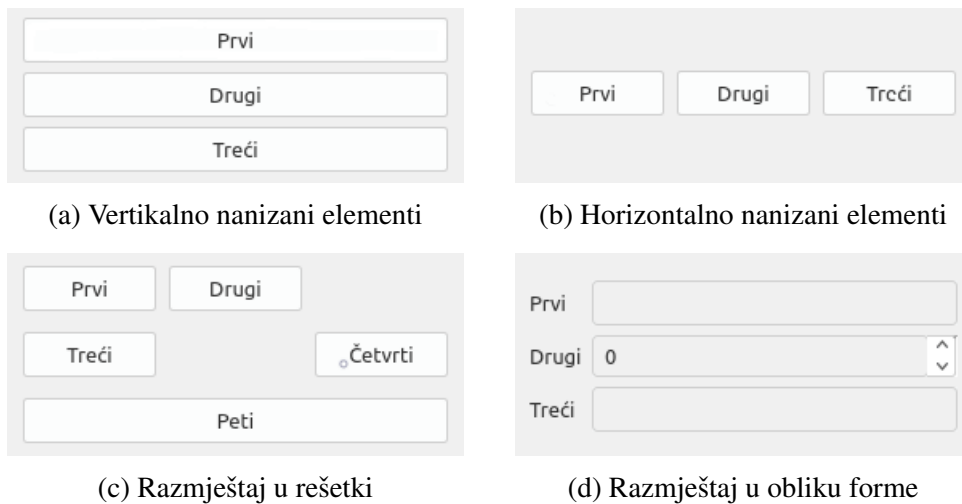 Prvi
Drugi
Treći
(a) Vertikalno nanizani elementi
Prvi Drugi Treći
(b) Horizontalno nanizani elementi
Prvi Drugi
Treći Četvrti
Peti
(c) Razmještaj u rešetki
Prvi
Drugi 0
Treći
(d) Razmještaj u obliku forme